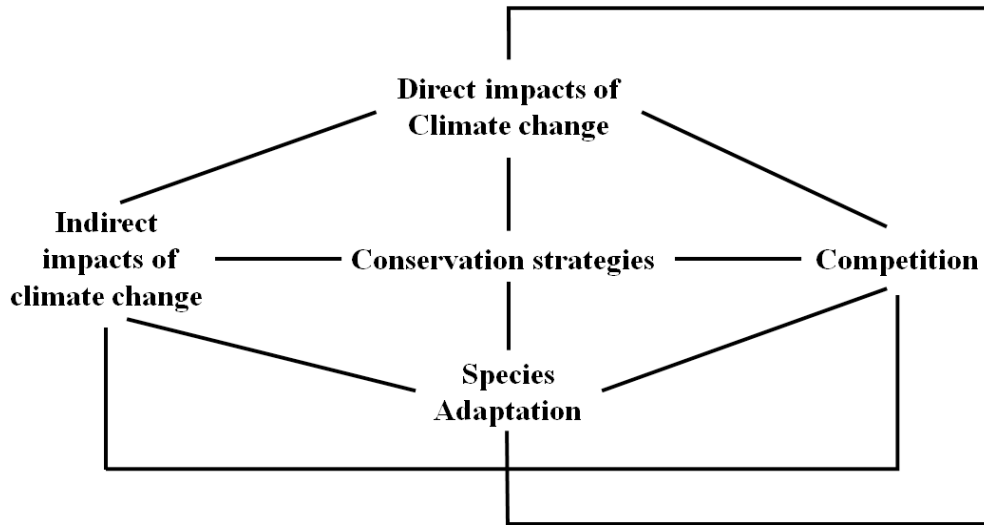 Direct impacts of
Climate change
Indirect
impacts of
climate change
Conservation strategies
Competition
Species
Adaptation